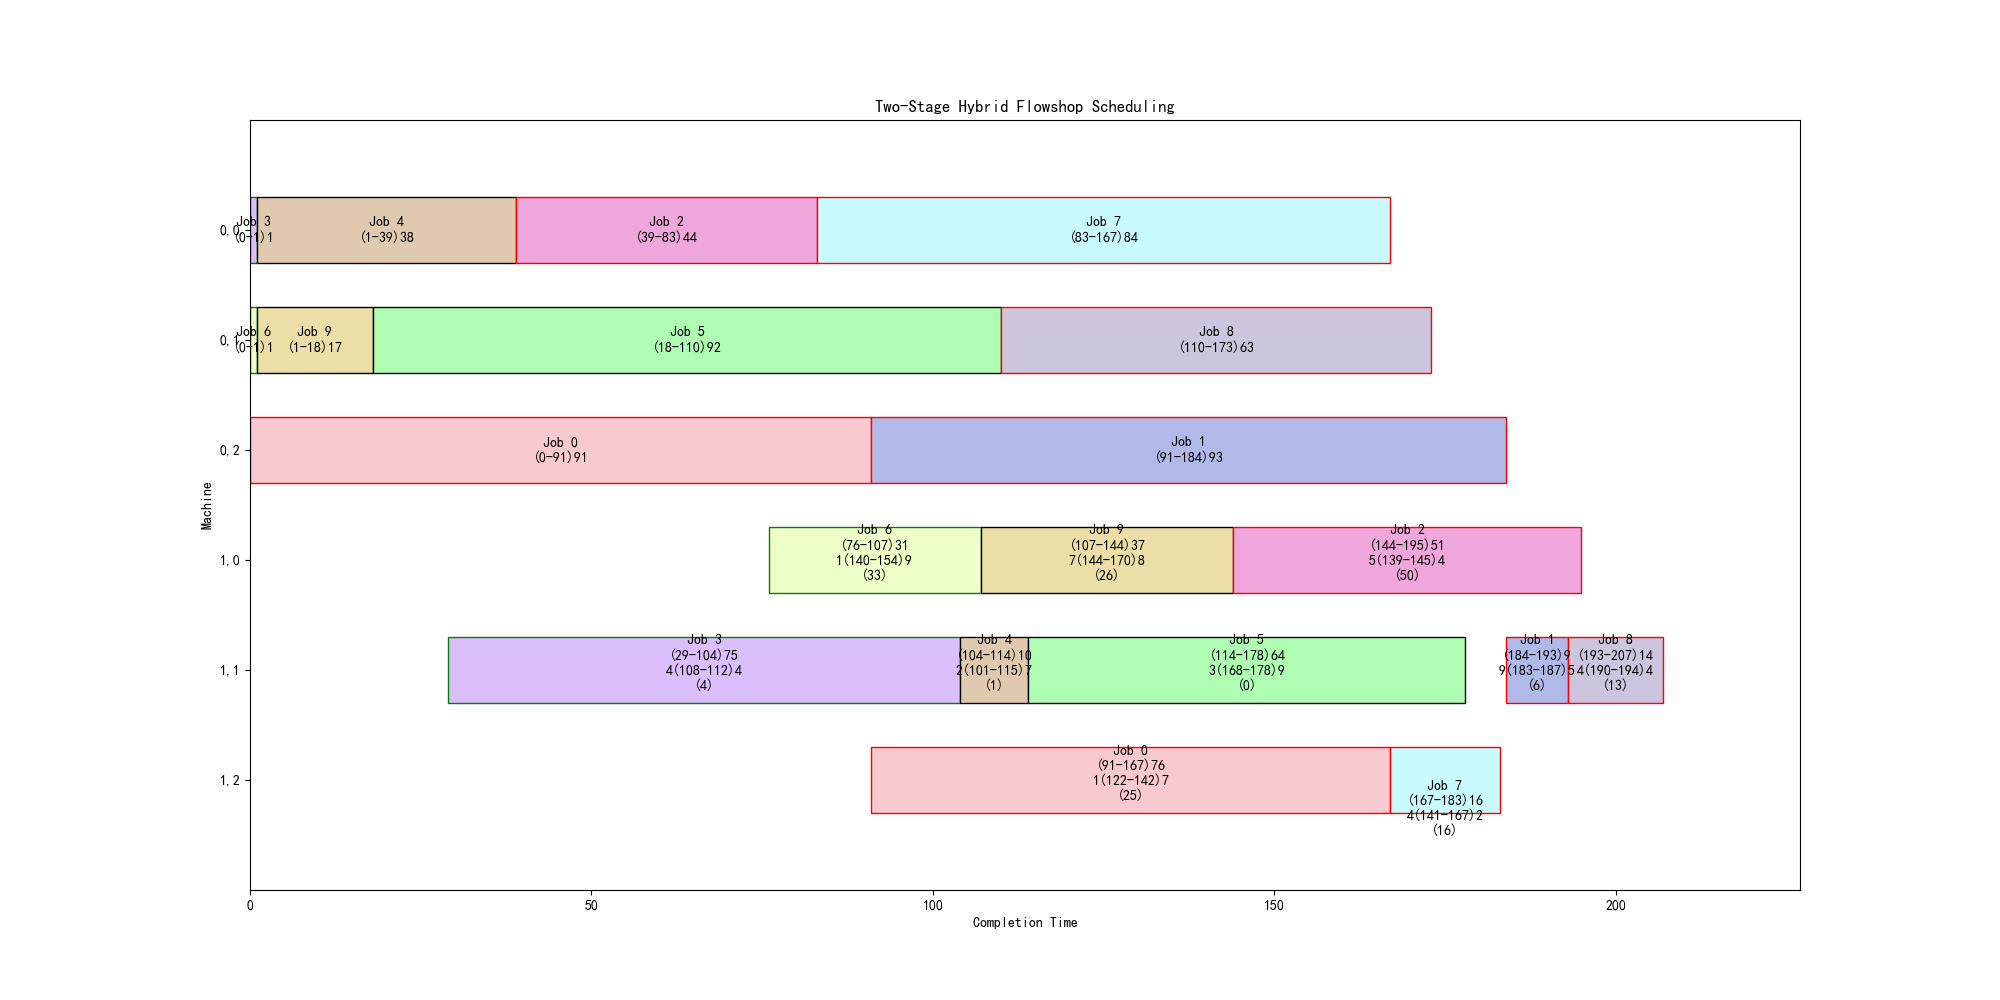 Two-Stage Hybrid Flowshop Scheduling
0,0
Job 3
(0-1)1
Job 4
(1-39)38
Job 2
(39-83)44
Job 7
(83-167)84
0,1
Job 6
(0-1)1
Job 9
(1-18)17
Job 5
(18-110)92
Job 8
(110-173)63
0,2
Job 0
(0-91)91
Job 1
(91-184)93
Machine
1,0
Job 6
(76-107)31
1(140-154)9
(33)
Job 9
(107-144)37
7(144-170)8
(26)
Job 2
(144-195)51
5(139-145)4
(50)
1,1
Job 3
(29-104)75
4(108-112)4
(4)
Job 4
(104-114)10
2(101-115)7
(1)
Job 5
(114-178)64
3(168-178)9
(0)
Job 1
(184-193)9
9(183-187)5
(6)
Job 8
(193-207)14
4(190-194)4
(13)
1,2
Job 0
(91-167)76
1(122-142)7
(25)
Job 7
(167-183)16
4(141-167)2
(16)
0
50
100
150
200
Completion Time